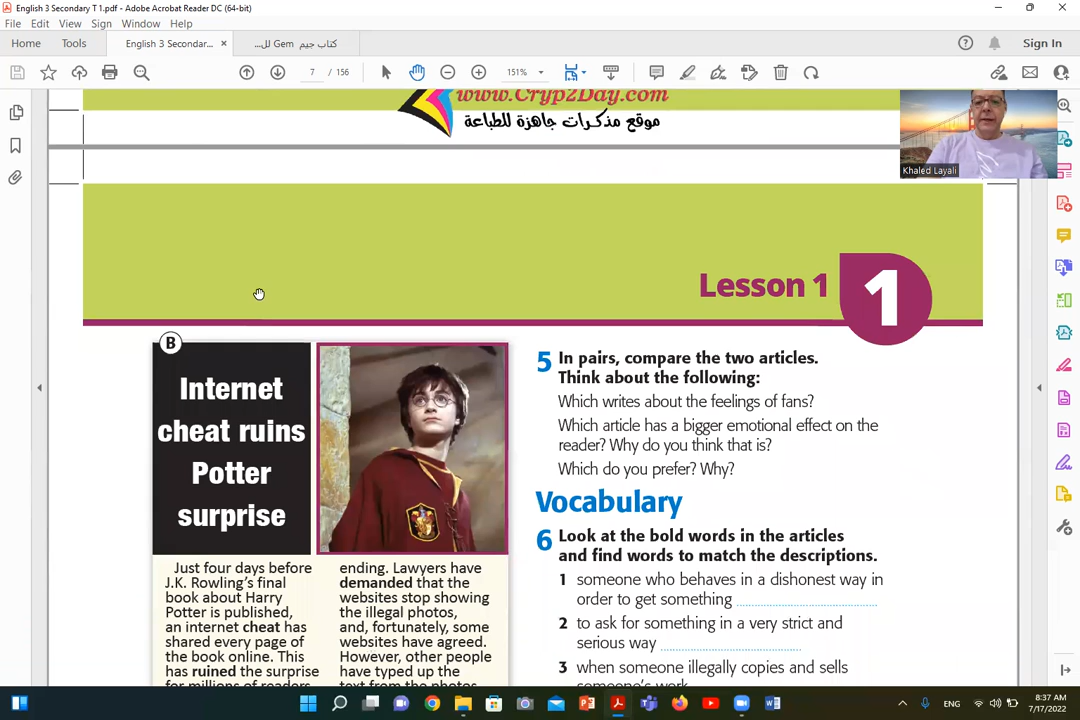 English 3 Secondary T 1.pdf - Adobe Acrobat Reader DC (64-bit)
File Edit View Sign Window Help
Home Tools English 3 Secondar... × كتاب جيم Gem لل...
Sign In
7 / 156 151%
www.Cryp2Day.com
موقع مذكرات جاهزة للطباعة
Khaled Layali
Lesson 1 1
B
Internet
cheat ruins
Potter
surprise
Just four days before
J.K. Rowling's final
book about Harry
Potter is published,
an internet cheat has
shared every page of
the book online. This
has ruined the surprise
for millions of readers
ending. Lawyers have
demanded that the
websites stop showing
the illegal photos,
and, fortunately, some
websites have agreed.
However, other people
have typed up the
text from the photos
5 In pairs, compare the two articles.
Think about the following:
Which writes about the feelings of fans?
Which article has a bigger emotional effect on the
reader? Why do you think that is?
Which do you prefer? Why?
Vocabulary
6 Look at the bold words in the articles
and find words to match the descriptions.
1 someone who behaves in a dishonest way in
order to get something
2 to ask for something in a very strict and
serious way
3 when someone illegally copies and sells
someone's work
ENG
8:37 AM
7/17/2022